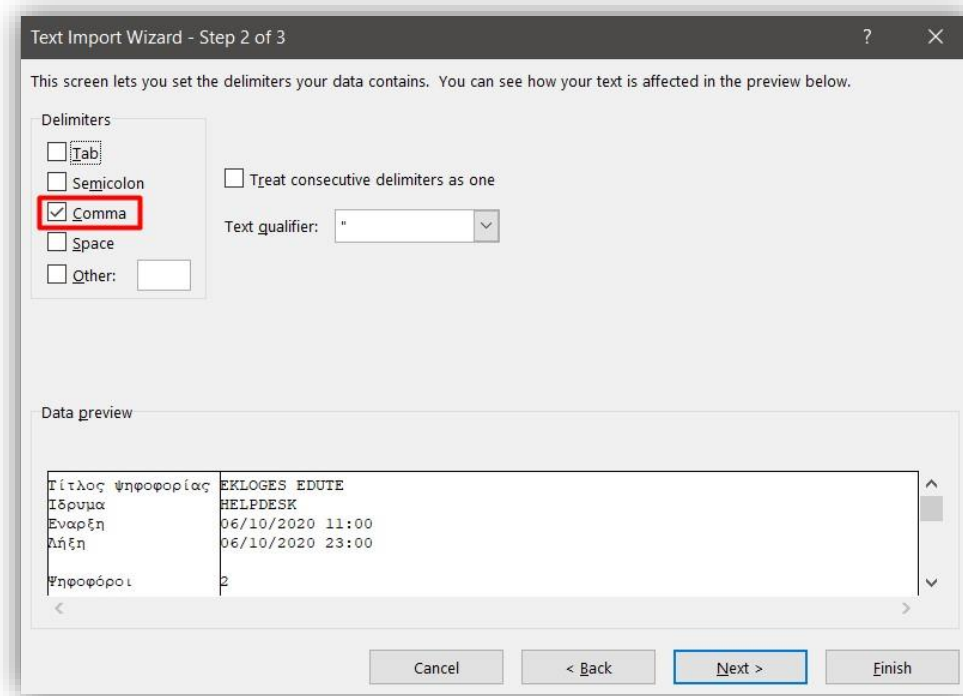 Text Import Wizard - Step 2 of 3 ?
This screen lets you set the delimiters your data contains. You can see how your text is affected in the preview below.
Delimiters
Tab
Semicolon
Comma
Space
Other:
Treat consecutive delimiters as one
Text qualifier: "
Data preview
Τίτλος ψηφοφορίας EKLOGES EDUTE
Ίδρυμα HELPDESK
Έναρξη 06/10/2020 11:00
Λήξη 06/10/2020 23:00
Ψηφοφόροι 2
Cancel < Back Next > Finish